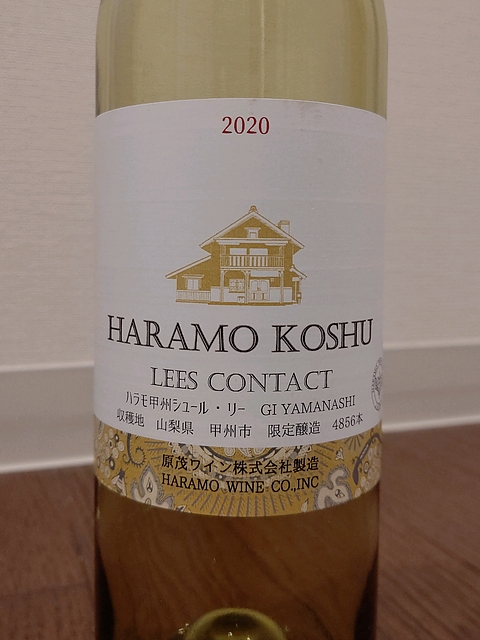 2020
HARAMO KOSHU
LEES CONTACT
ハラモ甲州シュール・リー GI YAMANASHI
収穫地 山梨県 甲州市 限定醸造 4856本
原茂ワイン株式会社製造
HARAMO WINE CO.,INC